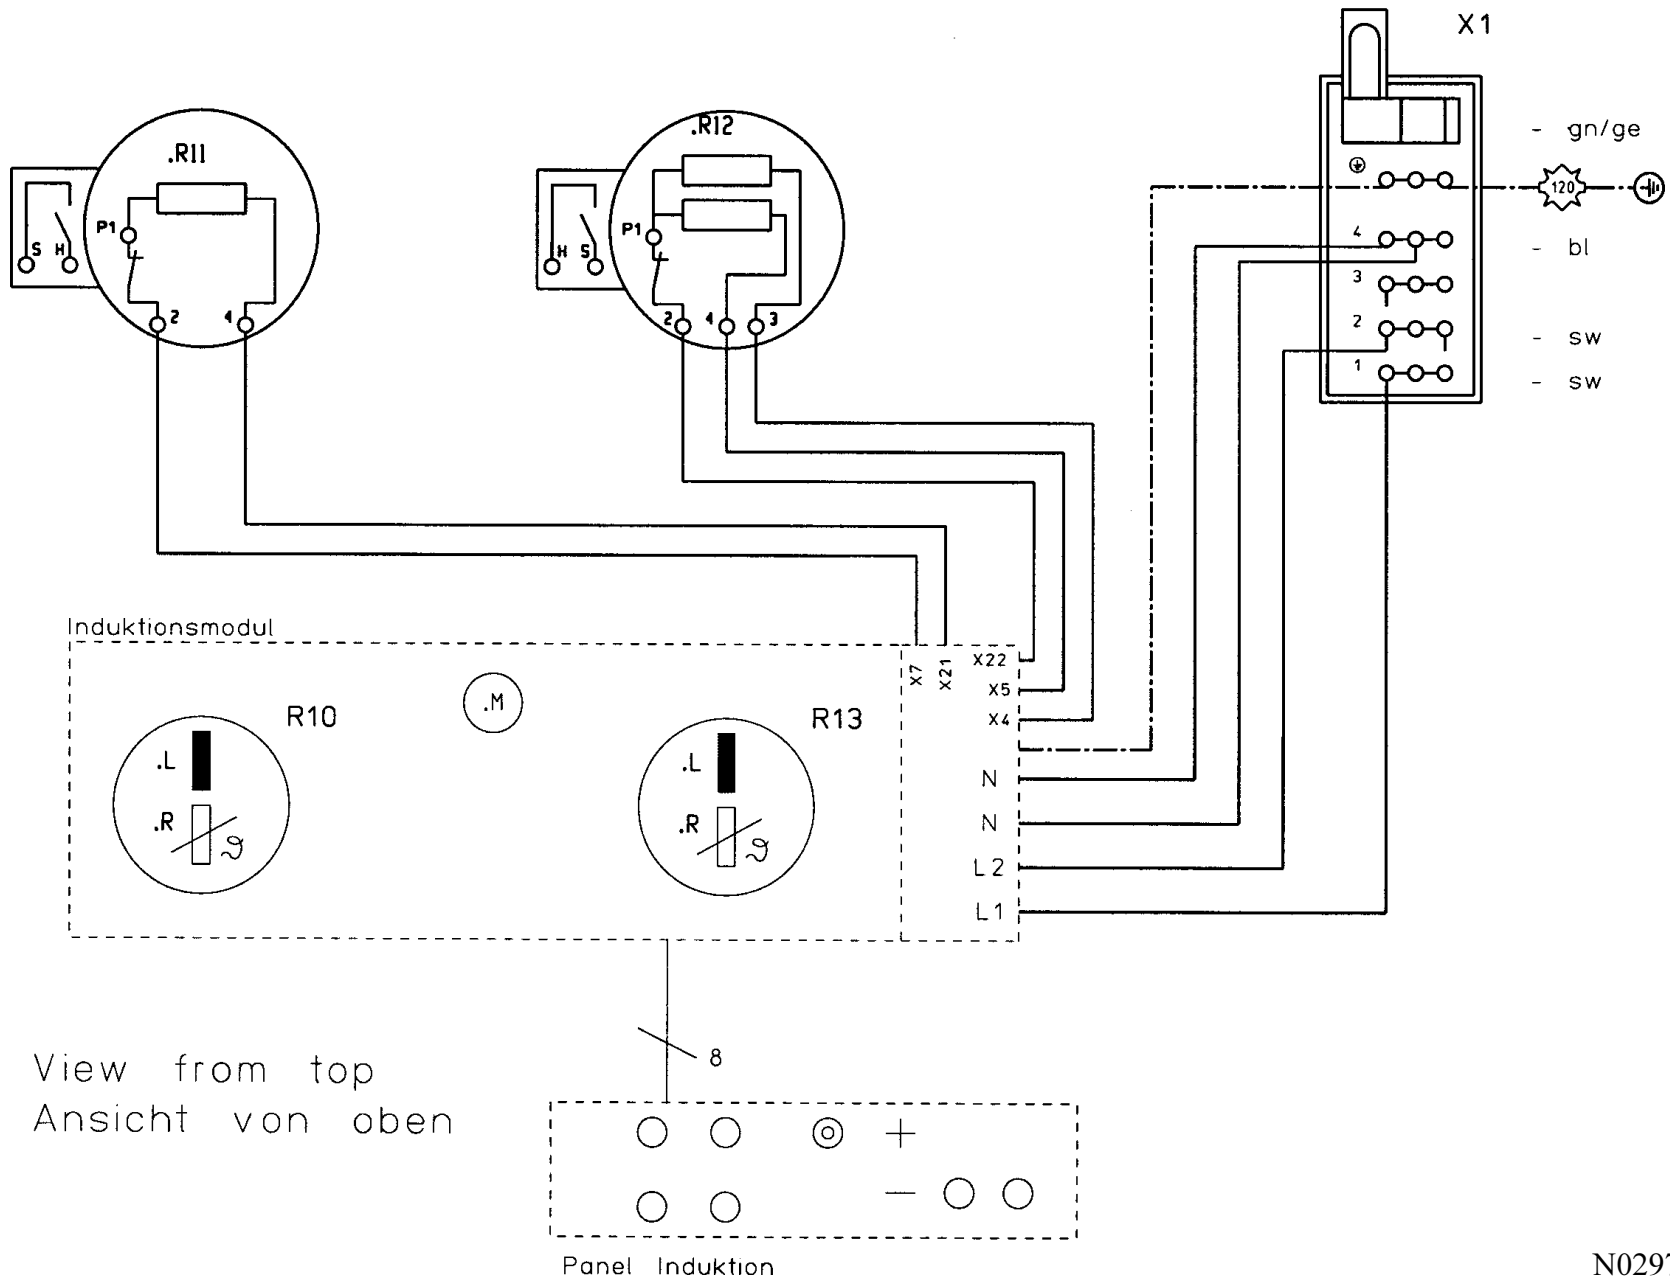 X1
- gn/ge
120
4
- bl
3
2
- sw
1
- sw
.R11
P1
S H
2 4
.R12
P1
H S
2 4 3
Induktionsmodul
X7
X21
X22
X5
X4
N
N
L2
L1
.M
R10
.L
.R
ϑ
R13
.L
.R
ϑ
8
View from top
Ansicht von oben
+
-
Panel Induktion